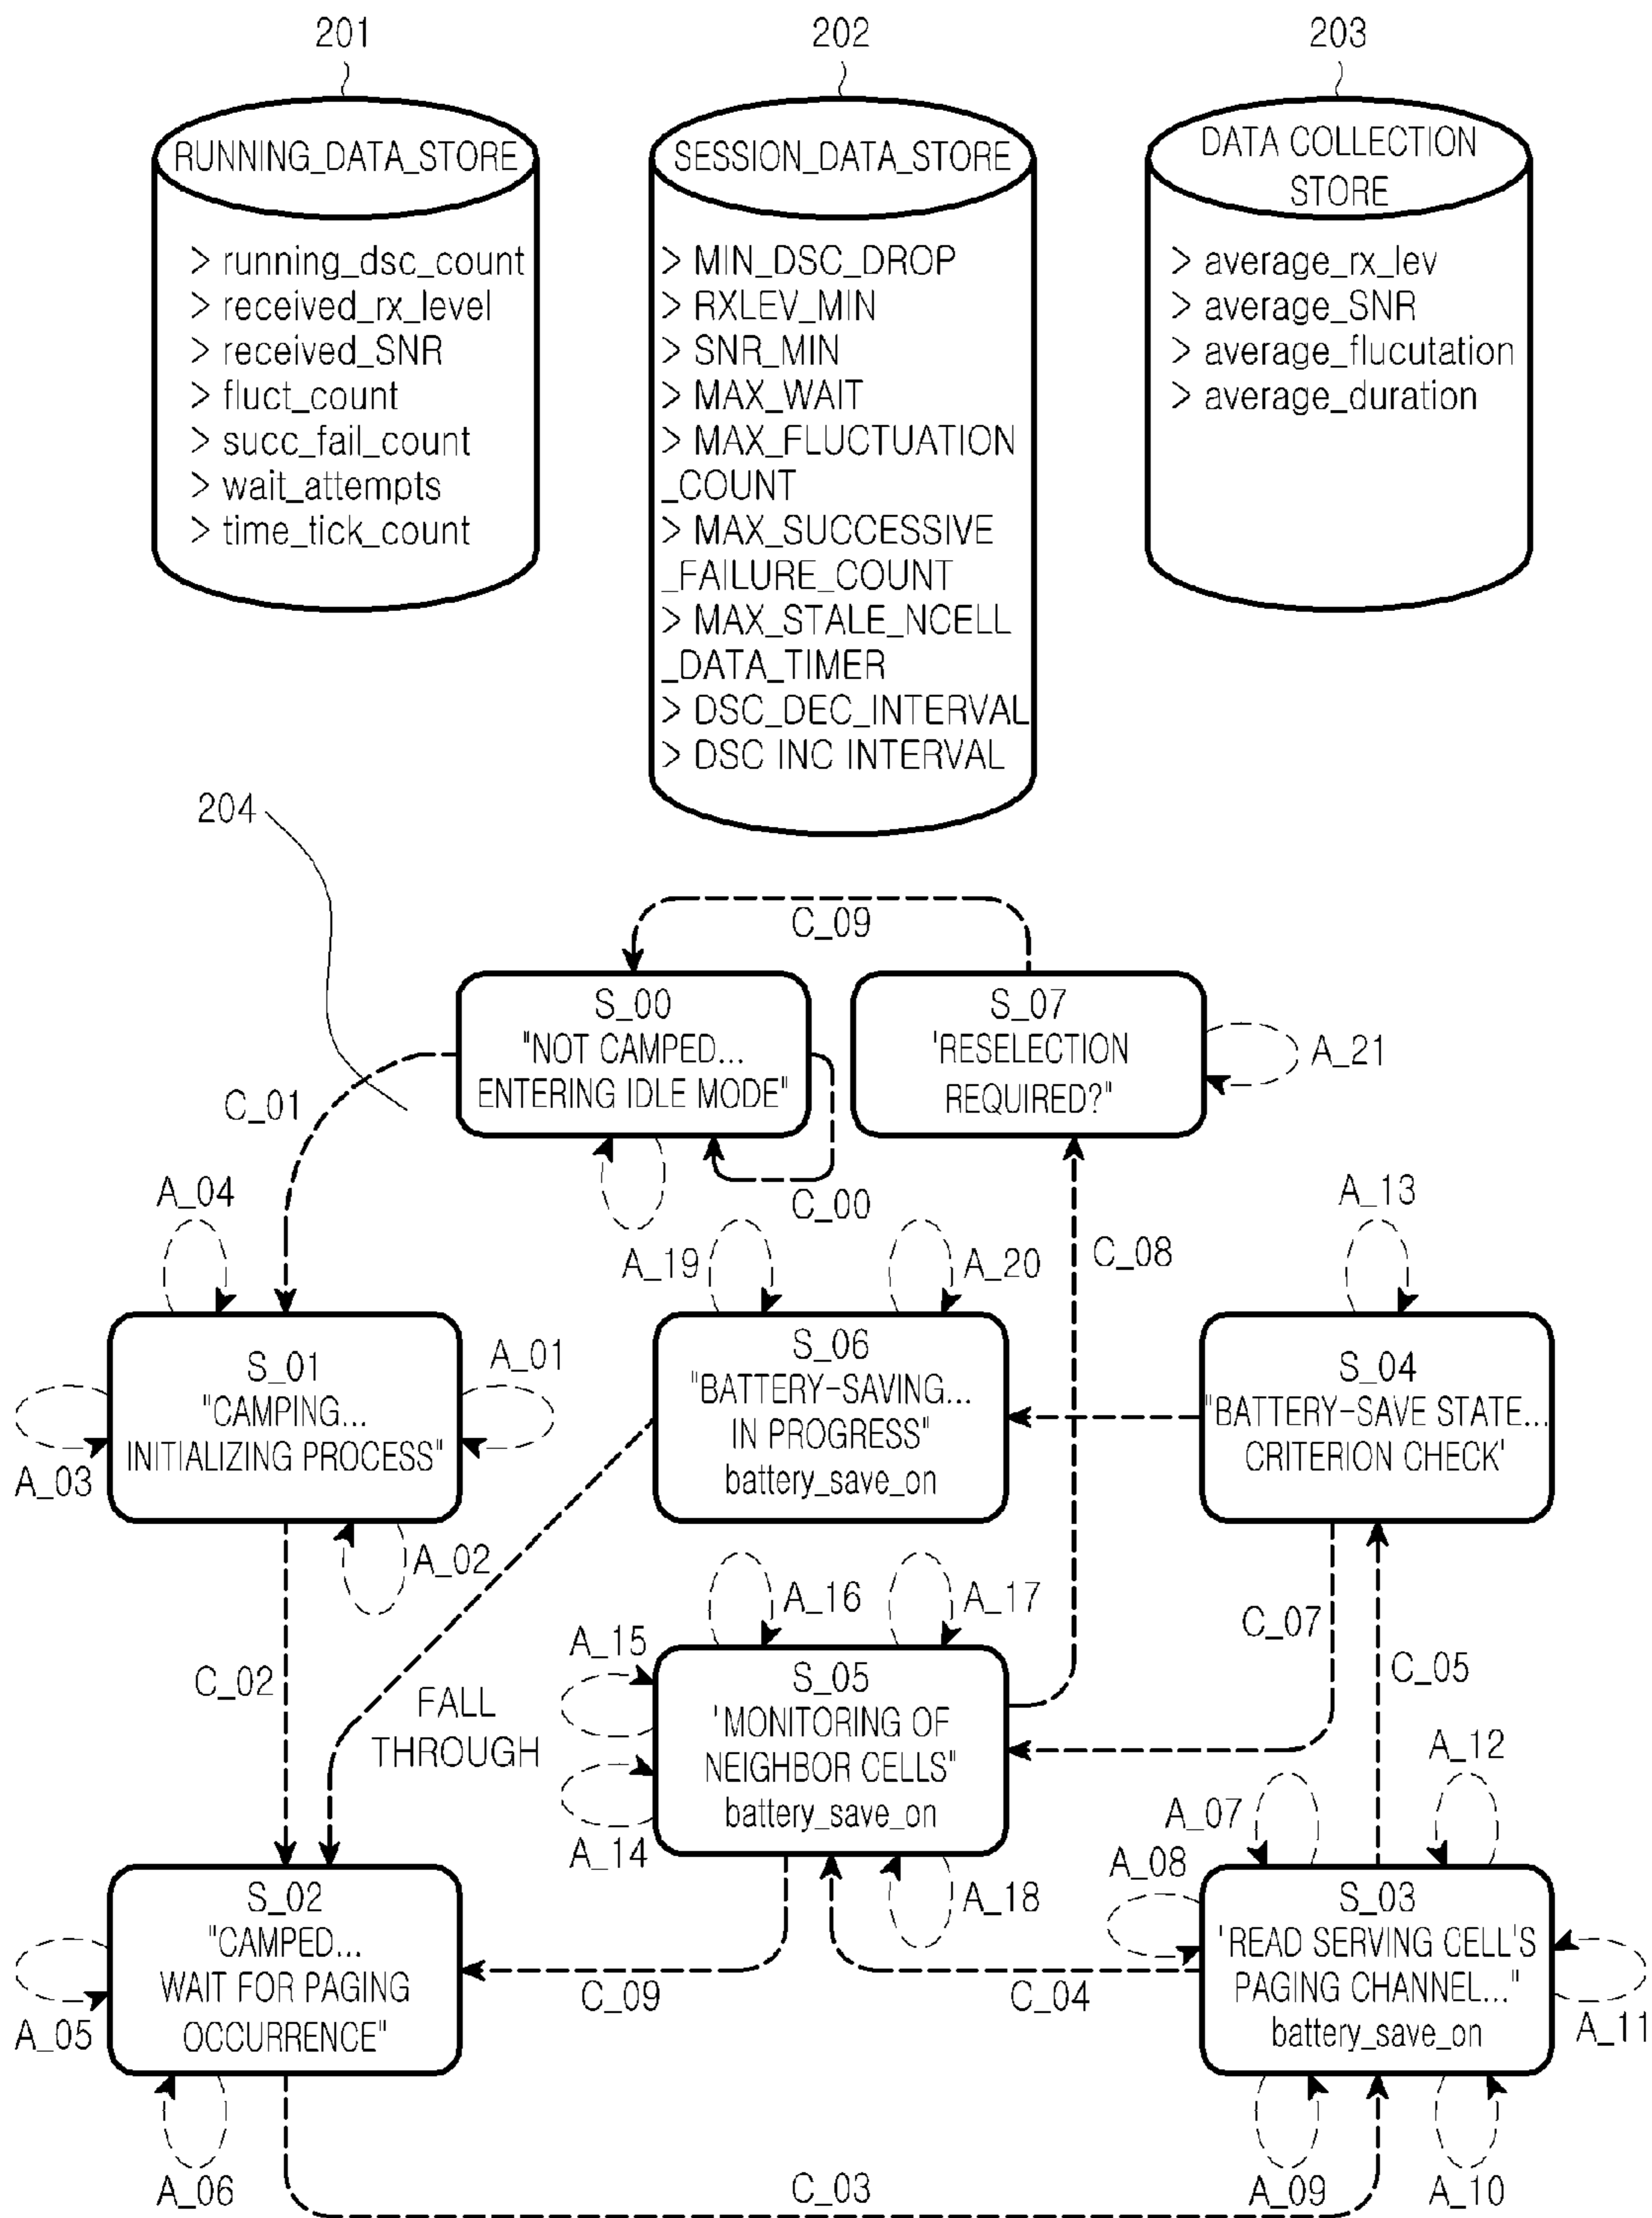 201
RUNNING_DATA_STORE
> running_dsc_count
> received_rx_level
> received_SNR
> fluct_count
> succ_fail_count
> wait_attempts
> time_tick_count
202
SESSION_DATA_STORE
> MIN_DSC_DROP
> RXLEV_MIN
> SNR_MIN
> MAX_WAIT
> MAX_FLUCTUATION
_COUNT
> MAX_SUCCESSIVE
_FAILURE_COUNT
> MAX_STALE_NCELL
_DATA_TIMER
> DSC_DEC_INTERVAL
> DSC INC INTERVAL
203
DATA COLLECTION
STORE
> average_rx_lev
> average_SNR
> average_flucutation
> average_duration
204
C_09
S_00
"NOT CAMPED...
ENTERING IDLE MODE"
S_07
'RESELECTION
REQUIRED?"
A_21
C_01
C_00
A_04
A_19
A_20
C_08
A_13
S_01
"CAMPING...
INITIALIZING PROCESS"
A_01
A_03
A_02
S_06
"BATTERY-SAVING...
IN PROGRESS"
battery_save_on
S_04
"BATTERY-SAVE STATE...
CRITERION CHECK'
C_02
FALL
THROUGH
A_16
A_17
A_15
S_05
'MONITORING OF
NEIGHBOR CELLS"
battery_save_on
A_14
A_18
C_07
C_05
A_12
A_07
A_08
S_02
"CAMPED...
WAIT FOR PAGING
OCCURRENCE"
A_05
A_06
C_09
C_04
S_03
'READ SERVING CELL'S
PAGING CHANNEL..."
battery_save_on
A_11
A_09
A_10
C_03